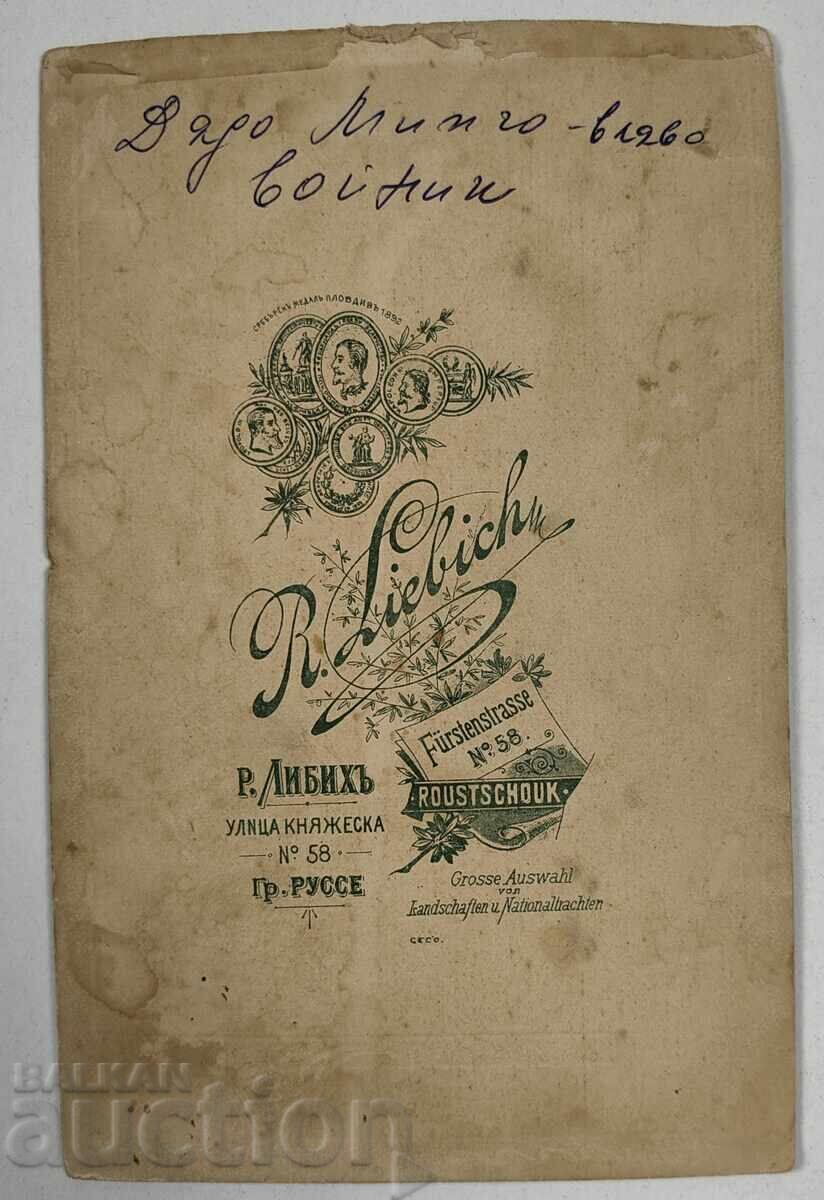 Дядо Минчо - вляво
войник
СРЕБЪРЕНЪ МЕДАЛЪ ПЛОВДИВЪ 1892
R. Liebich
Fürstenstrasse
No. 58.
ROUSTSCHOUK
Р. ЛИБИХЪ
УЛИЦА КНЯЖЕСКА
No 58
ГР. РУССЕ
Grosse Auswahl
von
Landschaften u. Nationaltrachten
BALKAN
auction